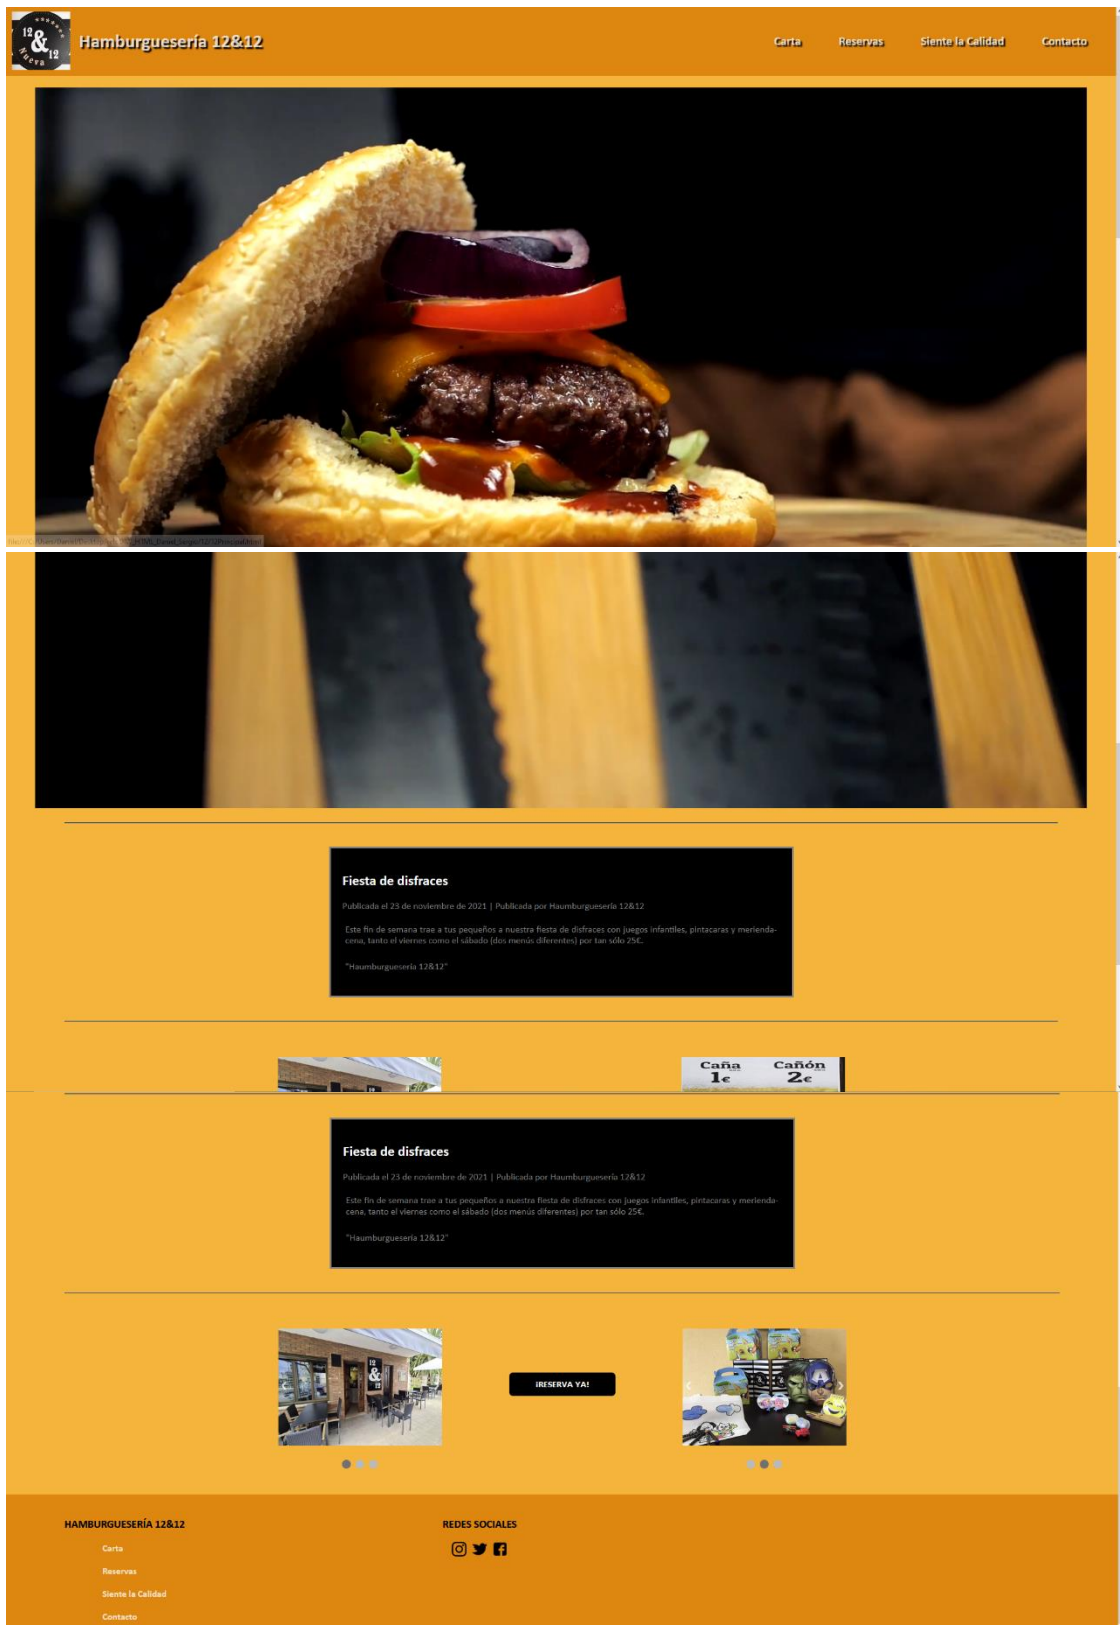 12
&
12
Nueva
Hamburguesería 12&12
Carta
Reservas
Siente la Calidad
Contacto
Fiesta de disfraces
Publicada el 23 de noviembre de 2021 | Publicada por Haumburguesería 12&12
Este fin de semana trae a tus pequeños a nuestra fiesta de disfraces con juegos infantiles, pintacaras y merienda-
cena, tanto el viernes como el sábado (dos menús diferentes) por tan sólo 25€.
"Haumburguesería 12&12"
Caña Cañón
1€ 2€
Fiesta de disfraces
Publicada el 23 de noviembre de 2021 | Publicada por Haumburguesería 12&12
Este fin de semana trae a tus pequeños a nuestra fiesta de disfraces con juegos infantiles, pintacaras y merienda-
cena, tanto el viernes como el sábado (dos menús diferentes) por tan sólo 25€.
"Haumburguesería 12&12"
12
&
¡RESERVA YA!
HAMBURGUESERÍA 12&12
Carta
Reservas
Siente la Calidad
Contacto
REDES SOCIALES